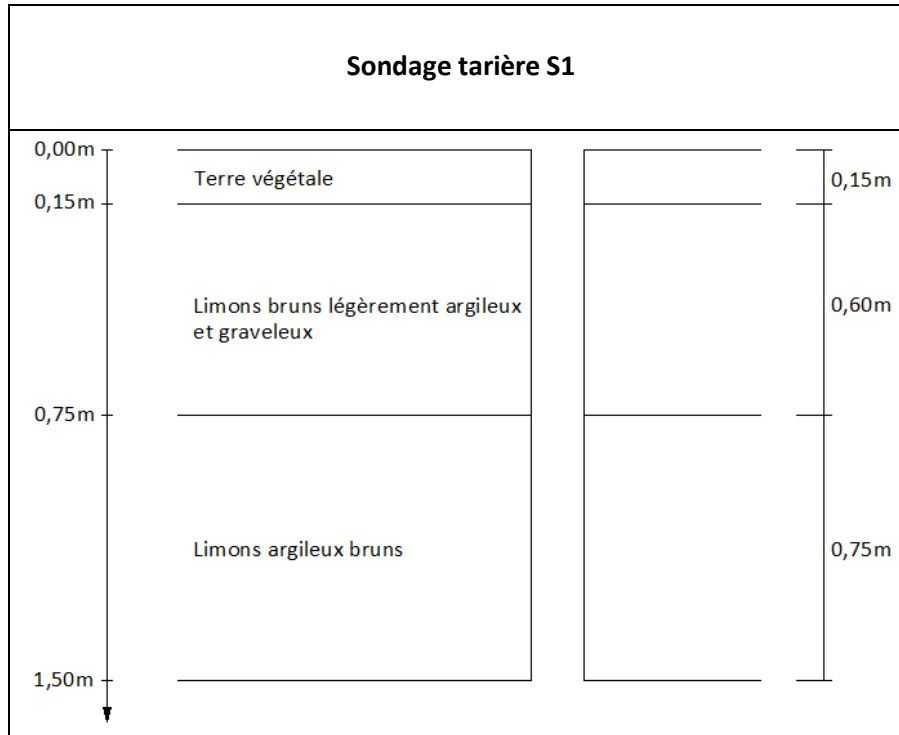 Sondage tarière S1
0,00m
Terre végétale
0,15m
0,15m
Limons bruns légèrement argileux
et graveleux
0,60m
0,75m
Limons argileux bruns
0,75m
1,50m